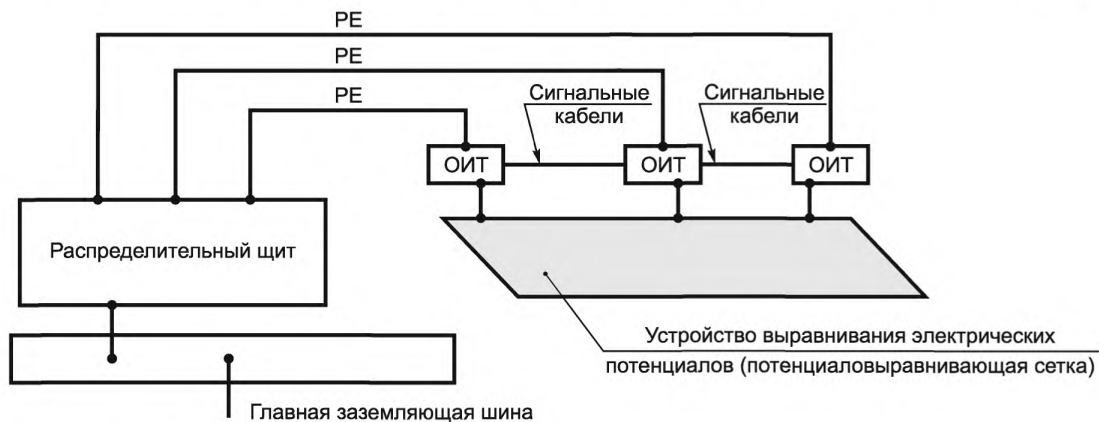 PE
PE
PE
Сигнальные
кабели
Сигнальные
кабели
ОИТ
ОИТ
ОИТ
Распределительный щит
Устройство выравнивания электрических
потенциалов (потенциаловыравнивающая сетка)
Главная заземляющая шина